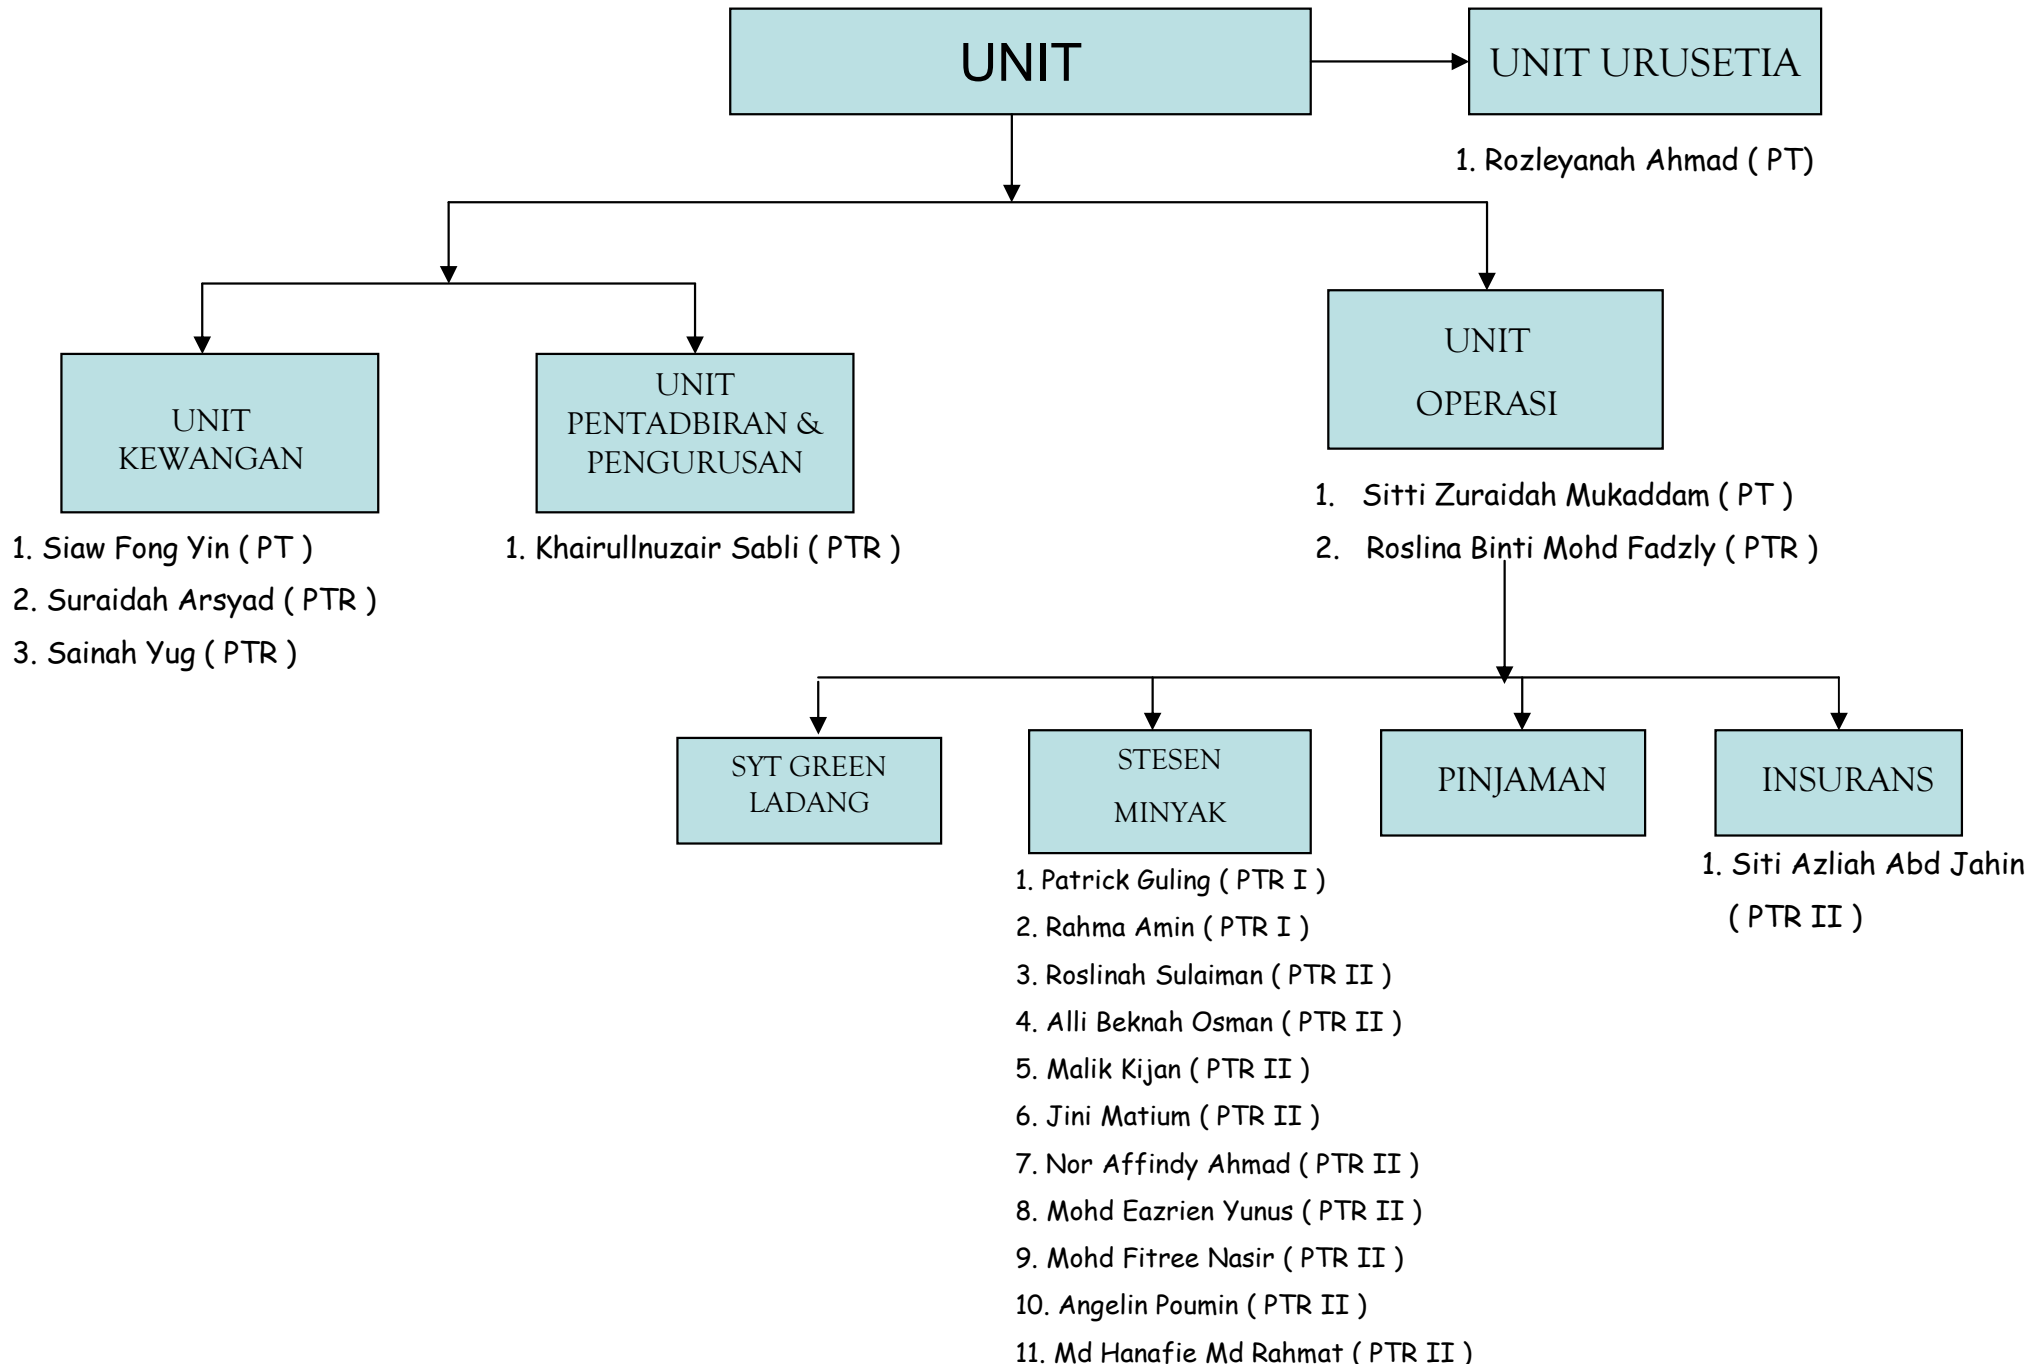 UNIT
UNIT URUSETIA
1. Rozleyanah Ahmad ( PT)
UNIT
KEWANGAN
1. Siaw Fong Yin ( PT )
2. Suraidah Arsyad ( PTR )
3. Sainah Yug ( PTR )
UNIT
PENTADBIRAN &
PENGURUSAN
1. Khairullnuzair Sabli ( PTR )
UNIT
OPERASI
1. Sitti Zuraidah Mukaddam ( PT )
2. Roslina Binti Mohd Fadzly ( PTR )
SYT GREEN
LADANG
STESEN
MINYAK
1. Patrick Guling ( PTR I )
2. Rahma Amin ( PTR I )
3. Roslinah Sulaiman ( PTR II )
4. Alli Beknah Osman ( PTR II )
5. Malik Kijan ( PTR II )
6. Jini Matium ( PTR II )
7. Nor Affindy Ahmad ( PTR II )
8. Mohd Eazrien Yunus ( PTR II )
9. Mohd Fitree Nasir ( PTR II )
10. Angelin Poumin ( PTR II )
11. Md Hanafie Md Rahmat ( PTR II )
PINJAMAN
INSURANS
1. Siti Azliah Abd Jahin
( PTR II )